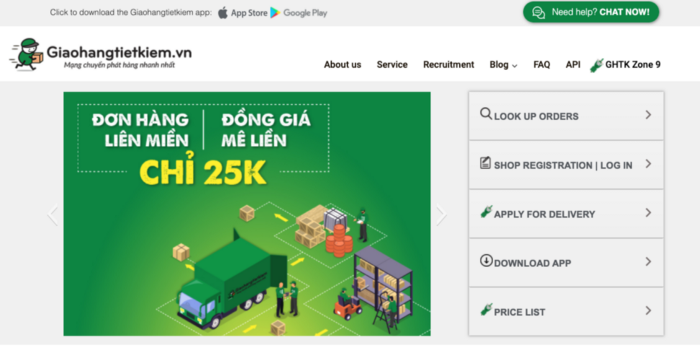 Click to download the Giaohangtietkiem app: App Store Google Play
Need help? CHAT NOW!
Giaohangtietkiem.vn
Mạng chuyển phát hàng nhanh nhất
About us Service Recruitment Blog FAQ API GHTK Zone 9
ĐƠN HÀNG
LIÊN MIỀN
ĐỒNG GIÁ
MÊ LIỀN
CHỈ 25K
LOOK UP ORDERS
SHOP REGISTRATION | LOG IN
APPLY FOR DELIVERY
DOWNLOAD APP
PRICE LIST